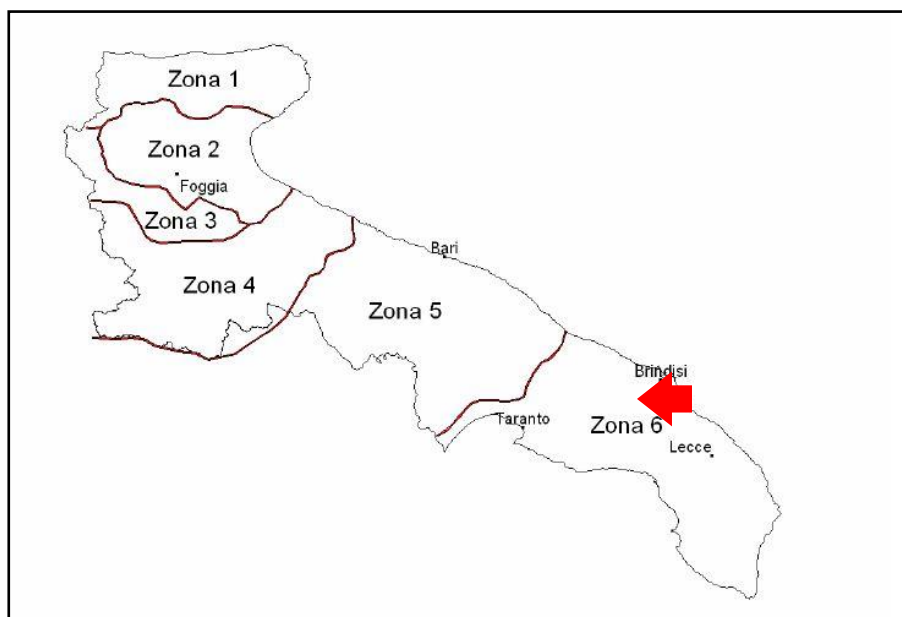 Zona 1
Zona 2
Foggia
Zona 3
Bari
Zona 4
Zona 5
Brindisi
Taranto
Zona 6
Lecce